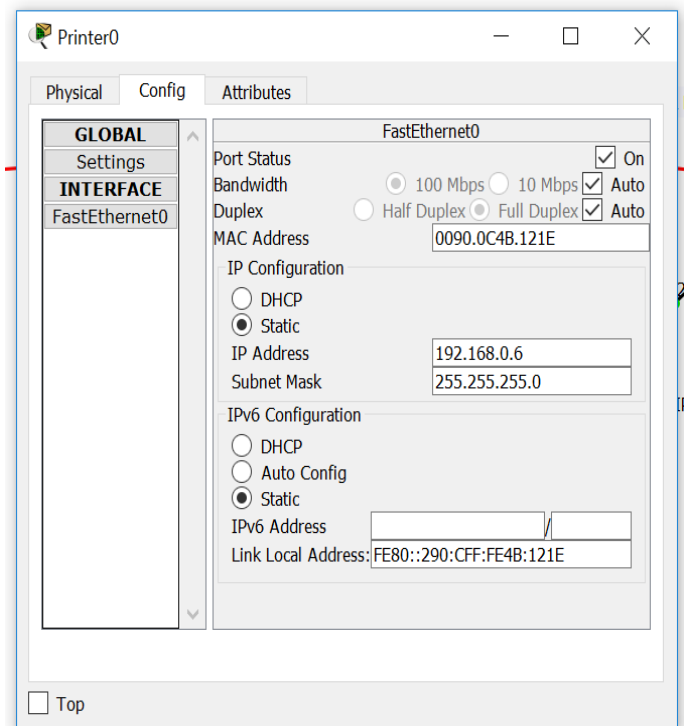 Printer0
Physical Config Attributes
GLOBAL
Settings
INTERFACE
FastEthernet0
FastEthernet0
Port Status On
Bandwidth 100 Mbps 10 Mbps Auto
Duplex Half Duplex Full Duplex Auto
MAC Address 0090.0C4B.121E
IP Configuration
DHCP
Static
IP Address 192.168.0.6
Subnet Mask 255.255.255.0
IPv6 Configuration
DHCP
Auto Config
Static
IPv6 Address /
Link Local Address: FE80::290:CFF:FE4B:121E
Top